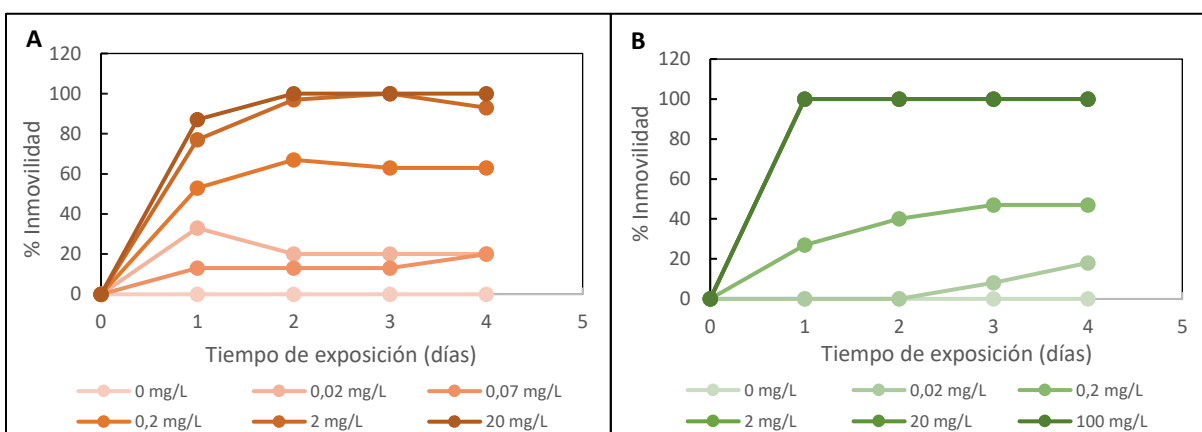 A
120
100
80
60
40
20
0
% Inmovilidad
0 1 2 3 4 5
Tiempo de exposición (días)
0 mg/L 0,02 mg/L 0,07 mg/L
0,2 mg/L 2 mg/L 20 mg/L
B
120
100
80
60
40
20
0
% Inmovilidad
0 1 2 3 4 5
Tiempo de exposición (días)
0 mg/L 0,02 mg/L 0,2 mg/L
2 mg/L 20 mg/L 100 mg/L